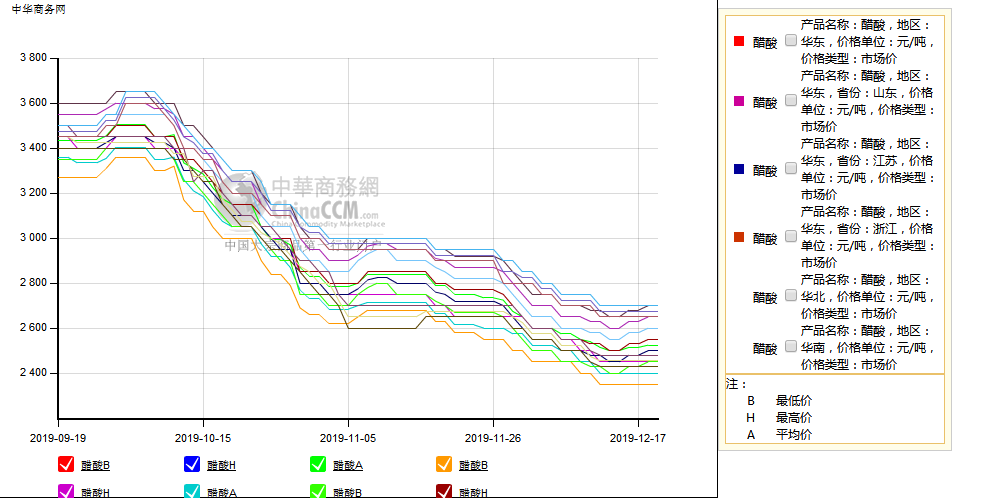 中华商务网
3 800
3 600
3 400
3 200
3 000
2 800
2 600
2 400
2019-09-19
2019-10-15
2019-11-05
2019-11-26
2019-12-17
中華商務網
ChinaCCM.com
China Commodity Marketplace
醋酸B
醋酸H
醋酸A
醋酸B
醋酸H
醋酸A
醋酸B
醋酸H
醋酸
产品名称：醋酸，地区：
华东，价格单位：元/吨，
价格类型：市场价
醋酸
产品名称：醋酸，地区：
华东，省份：山东，价格
单位：元/吨，价格类型：
市场价
醋酸
产品名称：醋酸，地区：
华东，省份：江苏，价格
单位：元/吨，价格类型：
市场价
醋酸
产品名称：醋酸，地区：
华东，省份：浙江，价格
单位：元/吨，价格类型：
市场价
醋酸
产品名称：醋酸，地区：
华北，价格单位：元/吨，
价格类型：市场价
醋酸
产品名称：醋酸，地区：
华南，价格单位：元/吨，
价格类型：市场价
注：
B 最低价
H 最高价
A 平均价